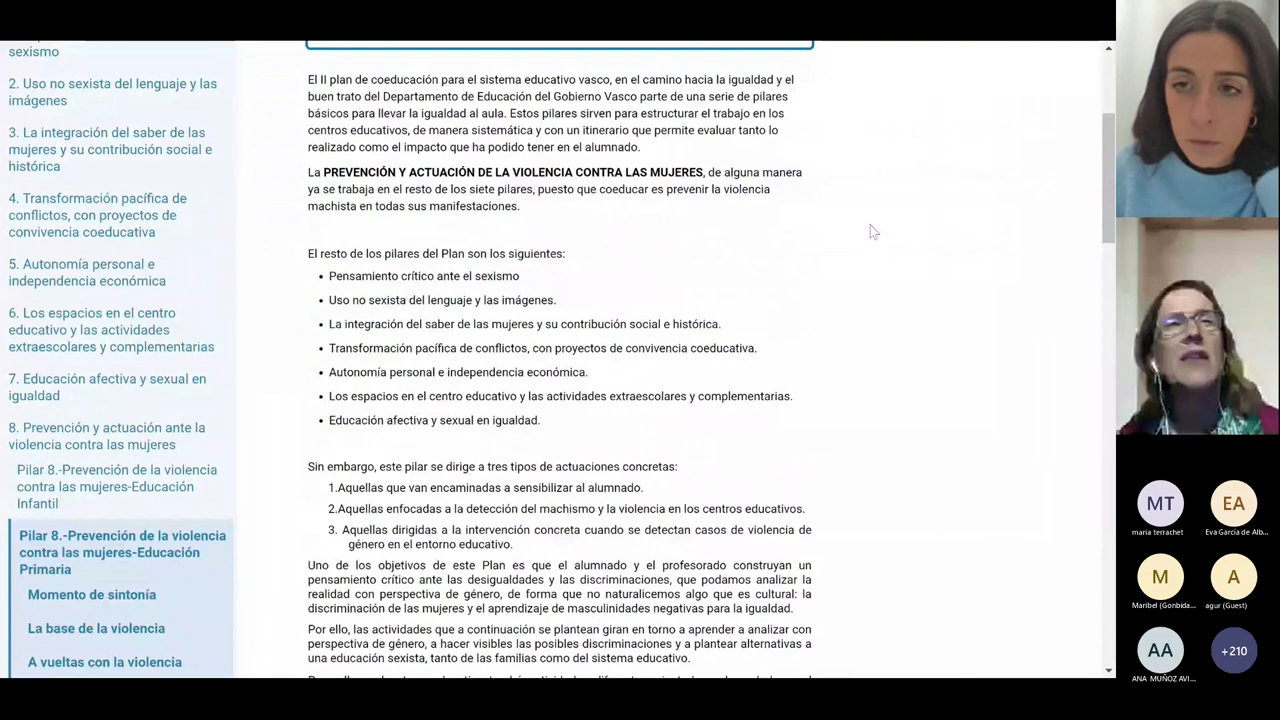 sexismo
2. Uso no sexista del lenguaje y las
imágenes
3. La integración del saber de las
mujeres y su contribución social e
histórica
4. Transformación pacífica de
conflictos, con proyectos de
convivencia coeducativa
5. Autonomía personal e
independencia económica
6. Los espacios en el centro
educativo y las actividades
extraescolares y complementarias
7. Educación afectiva y sexual en
igualdad
8. Prevención y actuación ante la
violencia contra las mujeres
Pilar 8.-Prevención de la violencia
contra las mujeres-Educación
Infantil
Pilar 8.-Prevención de la violencia
contra las mujeres-Educación
Primaria
Momento de sintonía
La base de la violencia
A vueltas con la violencia
El II plan de coeducación para el sistema educativo vasco, en el camino hacia la igualdad y el
buen trato del Departamento de Educación del Gobierno Vasco parte de una serie de pilares
básicos para llevar la igualdad al aula. Estos pilares sirven para estructurar el trabajo en los
centros educativos, de manera sistemática y con un itinerario que permite evaluar tanto lo
realizado como el impacto que ha podido tener en el alumnado.
La PREVENCIÓN Y ACTUACIÓN DE LA VIOLENCIA CONTRA LAS MUJERES, de alguna manera
ya se trabaja en el resto de los siete pilares, puesto que coeducar es prevenir la violencia
machista en todas sus manifestaciones.
El resto de los pilares del Plan son los siguientes:
• Pensamiento crítico ante el sexismo
• Uso no sexista del lenguaje y las imágenes.
• La integración del saber de las mujeres y su contribución social e histórica.
• Transformación pacífica de conflictos, con proyectos de convivencia coeducativa.
• Autonomía personal e independencia económica.
• Los espacios en el centro educativo y las actividades extraescolares y complementarias.
• Educación afectiva y sexual en igualdad.
Sin embargo, este pilar se dirige a tres tipos de actuaciones concretas:
1.Aquellas que van encaminadas a sensibilizar al alumnado.
2.Aquellas enfocadas a la detección del machismo y la violencia en los centros educativos.
3. Aquellas dirigidas a la intervención concreta cuando se detectan casos de violencia de
género en el entorno educativo.
Uno de los objetivos de este Plan es que el alumnado y el profesorado construyan un
pensamiento crítico ante las desigualdades y las discriminaciones, que podamos analizar la
realidad con perspectiva de género, de forma que no naturalicemos algo que es cultural: la
discriminación de las mujeres y el aprendizaje de masculinidades negativas para la igualdad.
Por ello, las actividades que a continuación se plantean giran en torno a aprender a analizar con
perspectiva de género, a hacer visibles las posibles discriminaciones y a plantear alternativas a
una educación sexista, tanto de las familias como del sistema educativo.
MT
EA
maria terrachet
Eva García de Alb...
M
A
Maribel (Gonbida...
agur (Guest)
AA
+210
ANA MUÑOZ AVI...